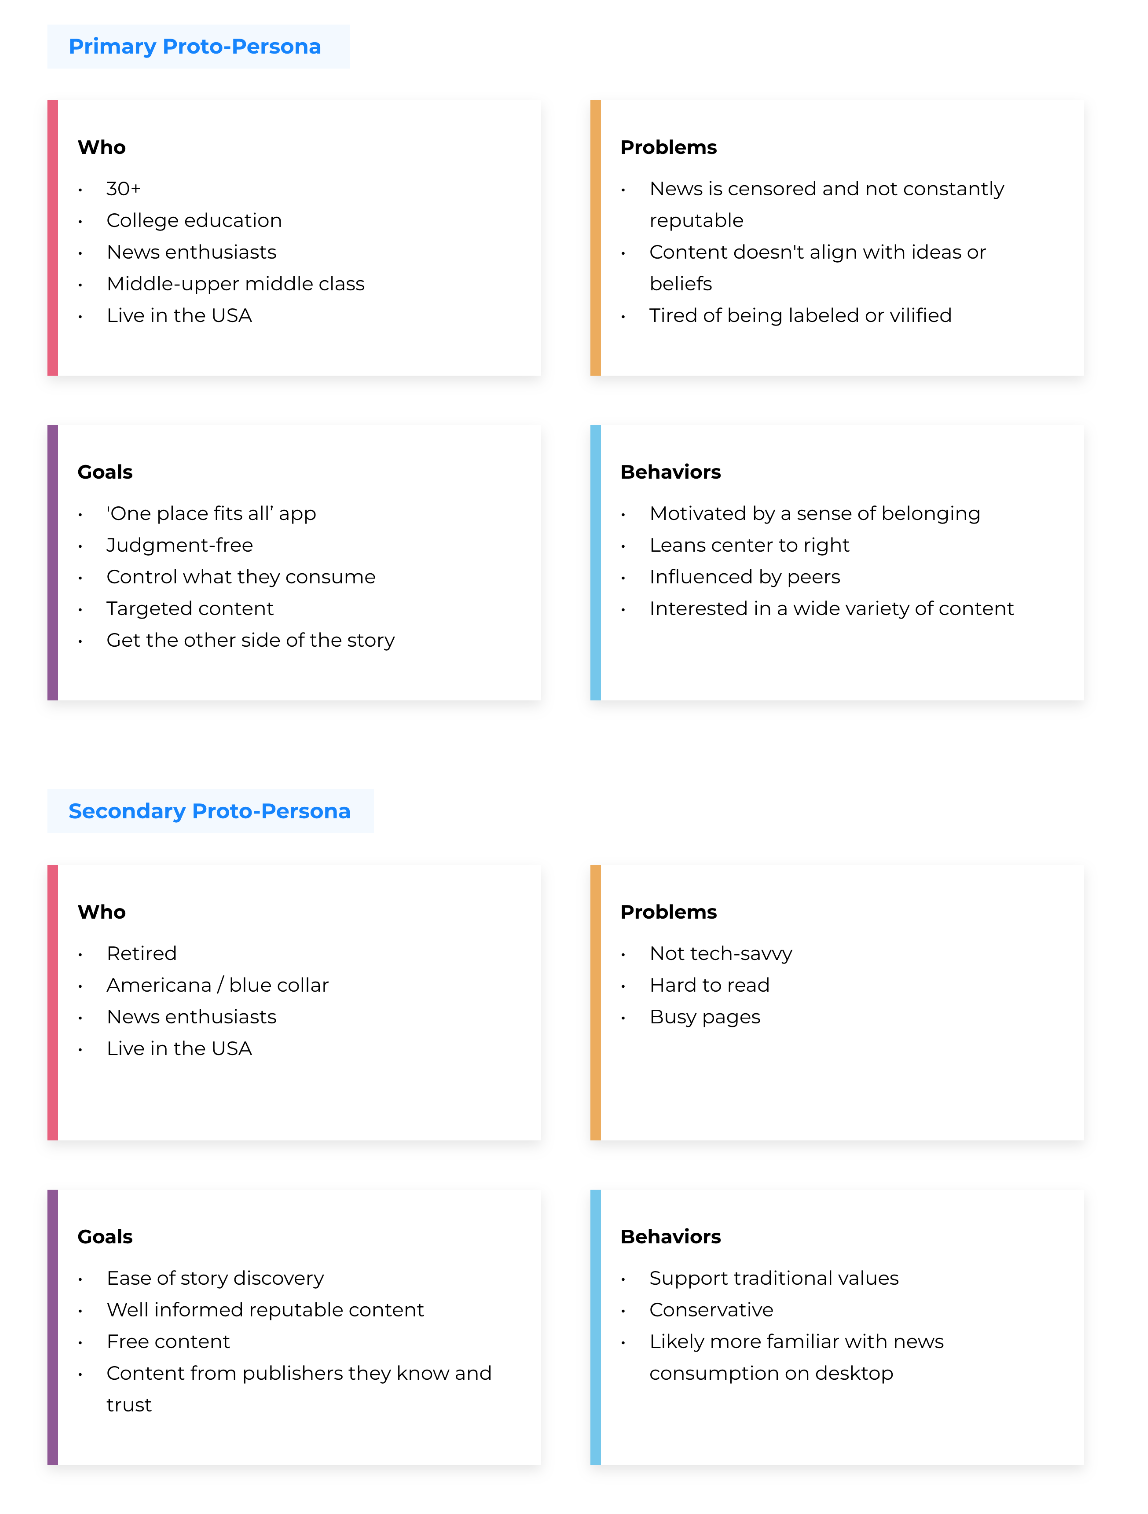 Primary Proto-Persona
Who
• 30+
• College education
• News enthusiasts
• Middle-upper middle class
• Live in the USA
Problems
• News is censored and not constantly
reputable
• Content doesn't align with ideas or
beliefs
• Tired of being labeled or vilified
Goals
• 'One place fits all’ app
• Judgment-free
• Control what they consume
• Targeted content
• Get the other side of the story
Behaviors
• Motivated by a sense of belonging
• Leans center to right
• Influenced by peers
• Interested in a wide variety of content
Secondary Proto-Persona
Who
• Retired
• Americana / blue collar
• News enthusiasts
• Live in the USA
Problems
• Not tech-savvy
• Hard to read
• Busy pages
Goals
• Ease of story discovery
• Well informed reputable content
• Free content
• Content from publishers they know and
trust
Behaviors
• Support traditional values
• Conservative
• Likely more familiar with news
consumption on desktop